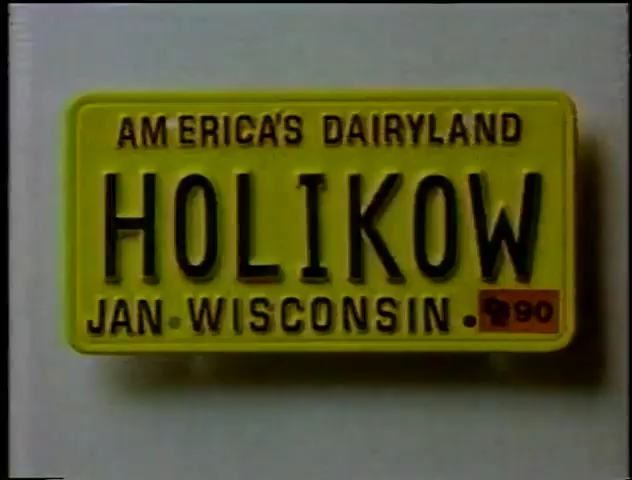 AMERICA'S DAIRYLAND
HOLIKOW
JAN • WISCONSIN • 90